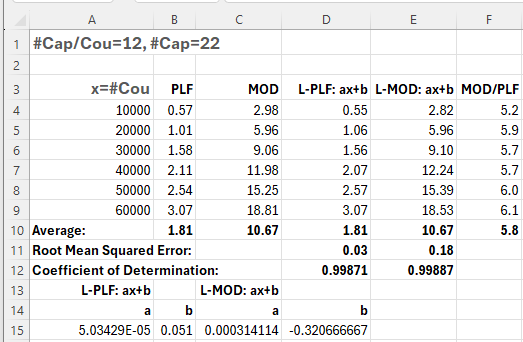 A B C D E F
1 #Cap/Cou=12, #Cap=22
2
3 x=#Cou PLF MOD L-PLF: ax+b L-MOD: ax+b MOD/PLF
4 10000 0.57 2.98 0.55 2.82 5.2
5 20000 1.01 5.96 1.06 5.96 5.9
6 30000 1.58 9.06 1.56 9.10 5.7
7 40000 2.11 11.98 2.07 12.24 5.7
8 50000 2.54 15.25 2.57 15.39 6.0
9 60000 3.07 18.81 3.07 18.53 6.1
10 Average: 1.81 10.67 1.81 10.67 5.8
11 Root Mean Squared Error: 0.03 0.18
12 Coefficient of Determination: 0.99871 0.99887
13 L-PLF: ax+b L-MOD: ax+b
14 a b a b
15 5.03429E-05 0.051 0.000314114 -0.320666667